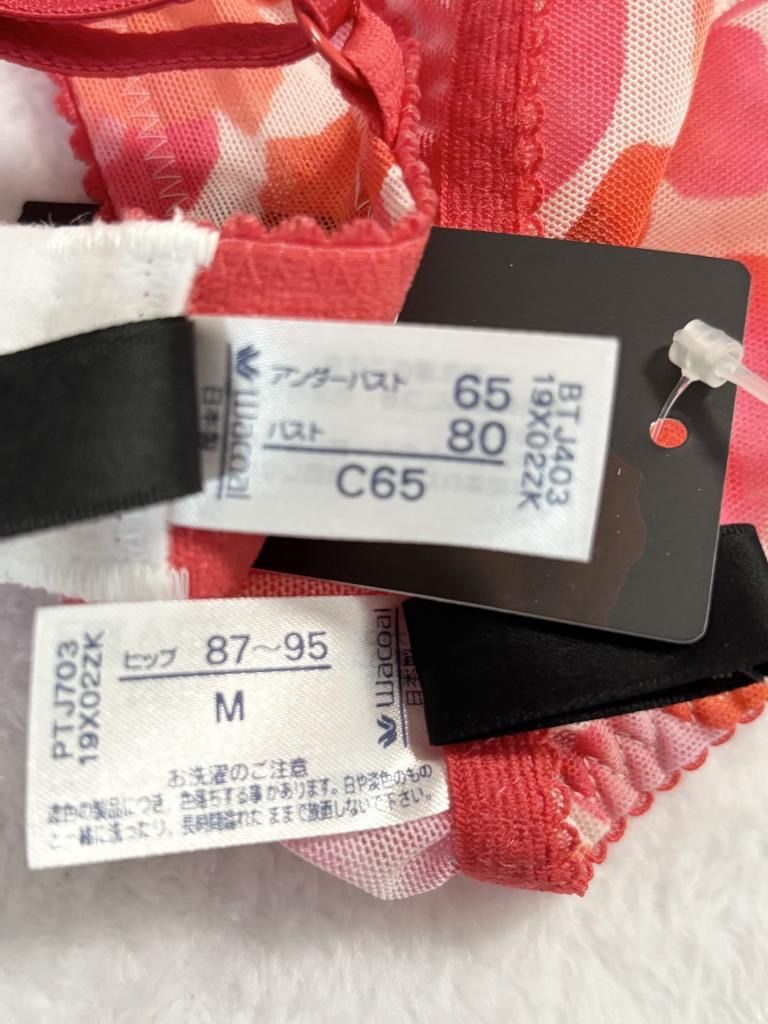 アンダーバスト 65
バスト 80
C65
BTJ403
19X02ZK
Wacoal
日本製
PTJ703
19X02ZK
ヒップ 87~95
M
Wacoal
日本製
お洗濯のご注意
濃色の製品につき、色落ちする事があります。白や淡色のもの
と一緒に洗ったり、長時間濡れたままで放置しないで下さい。